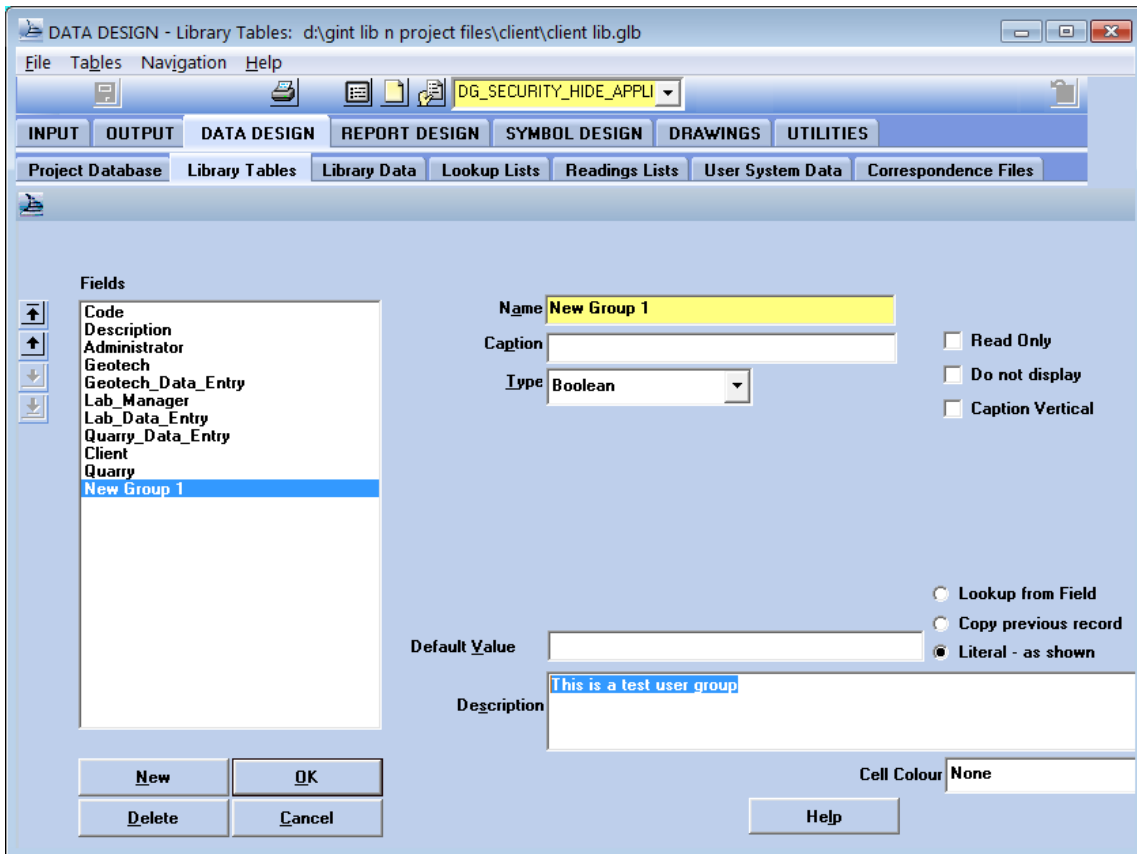 DATA DESIGN - Library Tables: d:\gint lib n project files\client\client lib.glb
File Tables Navigation Help
DG_SECURITY_HIDE_APPLI
INPUT OUTPUT DATA DESIGN REPORT DESIGN SYMBOL DESIGN DRAWINGS UTILITIES
Project Database Library Tables Library Data Lookup Lists Readings Lists User System Data Correspondence Files
Fields
Code
Description
Administrator
Geotech
Geotech_Data_Entry
Lab_Manager
Lab_Data_Entry
Quarry_Data_Entry
Client
Quarry
New Group 1
Name New Group 1
Caption
Type Boolean
Read Only
Do not display
Caption Vertical
Lookup from Field
Copy previous record
Literal - as shown
Default Value
Description This is a test user group
Cell Colour None
New OK
Delete Cancel
Help